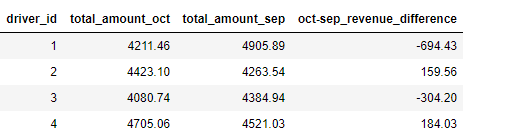 driver_id total_amount_oct total_amount_sep oct-sep_revenue_difference
1 4211.46 4905.89 -694.43
2 4423.10 4263.54 159.56
3 4080.74 4384.94 -304.20
4 4705.06 4521.03 184.03